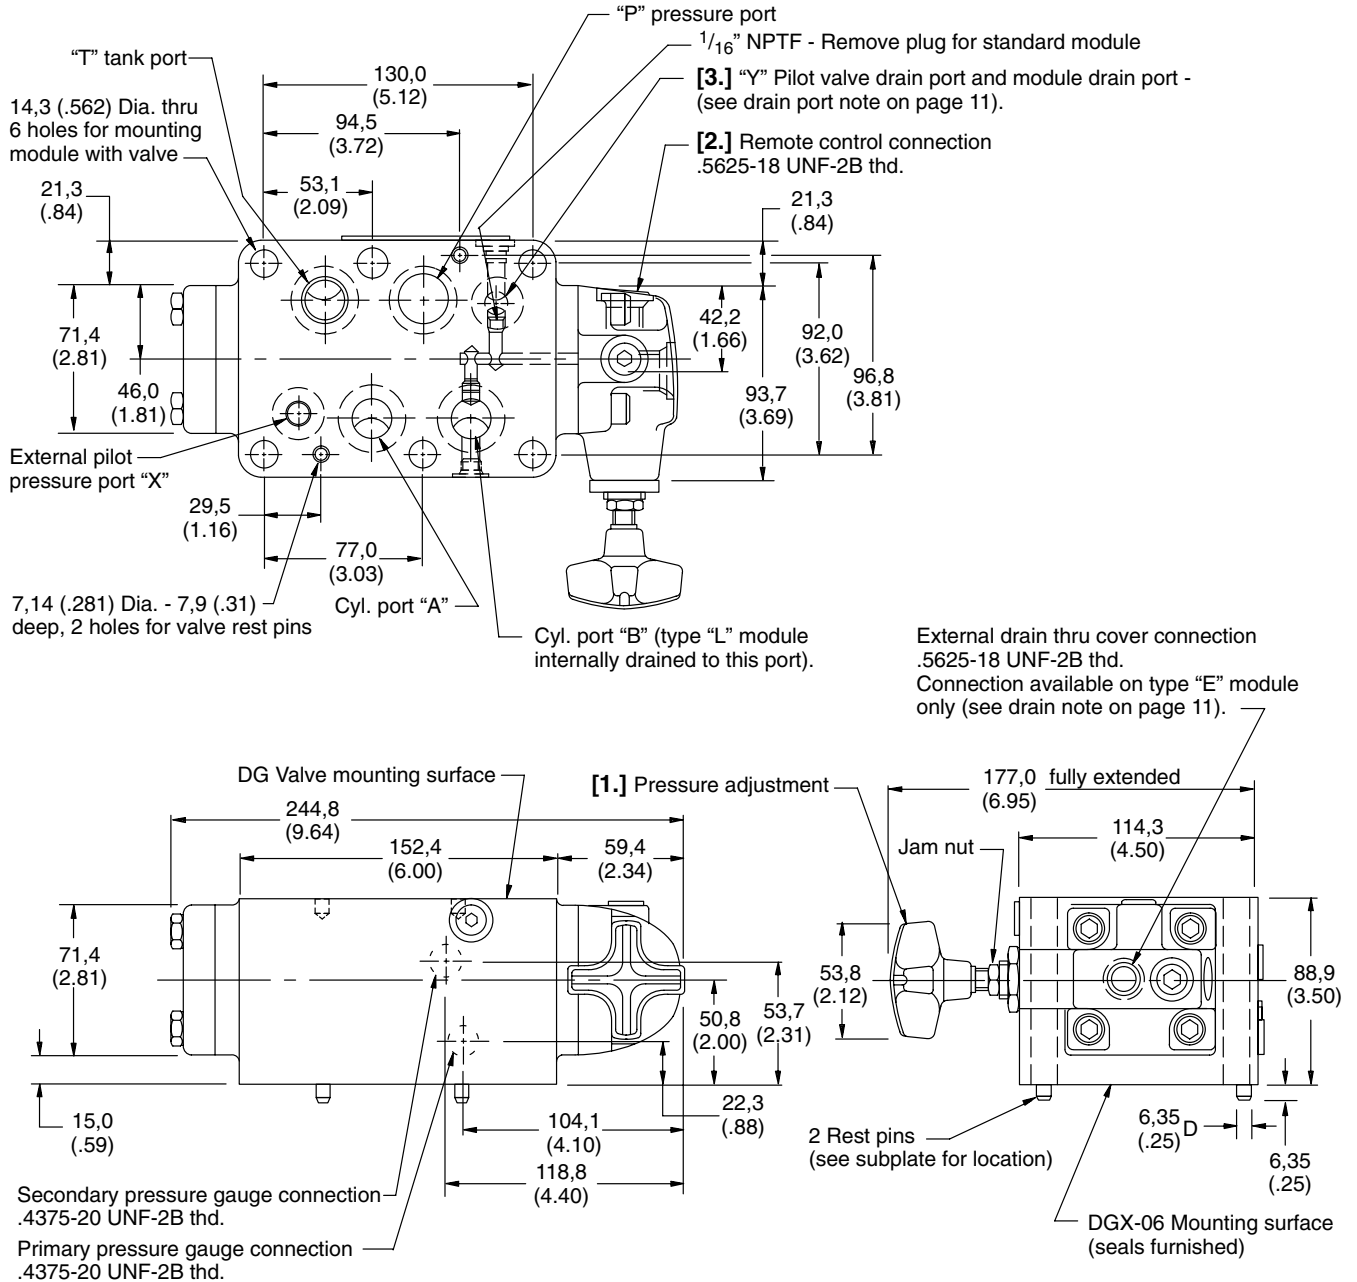 “P” pressure port
1/16” NPTF - Remove plug for standard module
“T” tank port
130,0
(5.12)
[3.] “Y” Pilot valve drain port and module drain port -
(see drain port note on page 11).
14,3 (.562) Dia. thru
6 holes for mounting
module with valve
94,5
(3.72)
[2.] Remote control connection
.5625-18 UNF-2B thd.
21,3
(.84)
53,1
(2.09)
21,3
(.84)
71,4
(2.81)
46,0
(1.81)
42,2
(1.66)
92,0
(3.62)
93,7
(3.69)
96,8
(3.81)
External pilot
pressure port “X”
29,5
(1.16)
77,0
(3.03)
7,14 (.281) Dia. - 7,9 (.31)
deep, 2 holes for valve rest pins
Cyl. port “A”
Cyl. port “B” (type “L” module
internally drained to this port).
External drain thru cover connection
.5625-18 UNF-2B thd.
Connection available on type “E” module
only (see drain note on page 11).
DG Valve mounting surface
[1.] Pressure adjustment
177,0 fully extended
(6.95)
244,8
(9.64)
152,4
(6.00)
59,4
(2.34)
Jam nut
114,3
(4.50)
71,4
(2.81)
53,8
(2.12)
88,9
(3.50)
50,8
(2.00)
53,7
(2.31)
15,0
(.59)
104,1
(4.10)
22,3
(.88)
118,8
(4.40)
2 Rest pins
(see subplate for location)
6,35
(.25)
D
6,35
(.25)
Secondary pressure gauge connection
.4375-20 UNF-2B thd.
Primary pressure gauge connection
.4375-20 UNF-2B thd.
DGX-06 Mounting surface
(seals furnished)